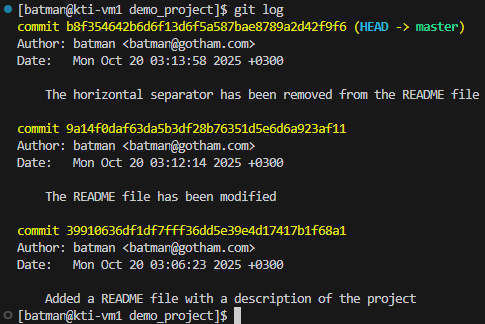 [batman@kti-vm1 demo_project]$ git log
commit b8f354642b6d6f13d6f5a587bae8789a2d42f9f6 (HEAD -> master)
Author: batman <batman@gotham.com>
Date:   Mon Oct 20 03:13:58 2025 +0300
    The horizontal separator has been removed from the README file
commit 9a14f0daf63da5b3df28b76351d5e6d6a923af11
Author: batman <batman@gotham.com>
Date:   Mon Oct 20 03:12:14 2025 +0300
    The README file has been modified
commit 39910636df1df7fff36dd5e39e4d17417b1f68a1
Author: batman <batman@gotham.com>
Date:   Mon Oct 20 03:06:23 2025 +0300
    Added a README file with a description of the project
[batman@kti-vm1 demo_project]$